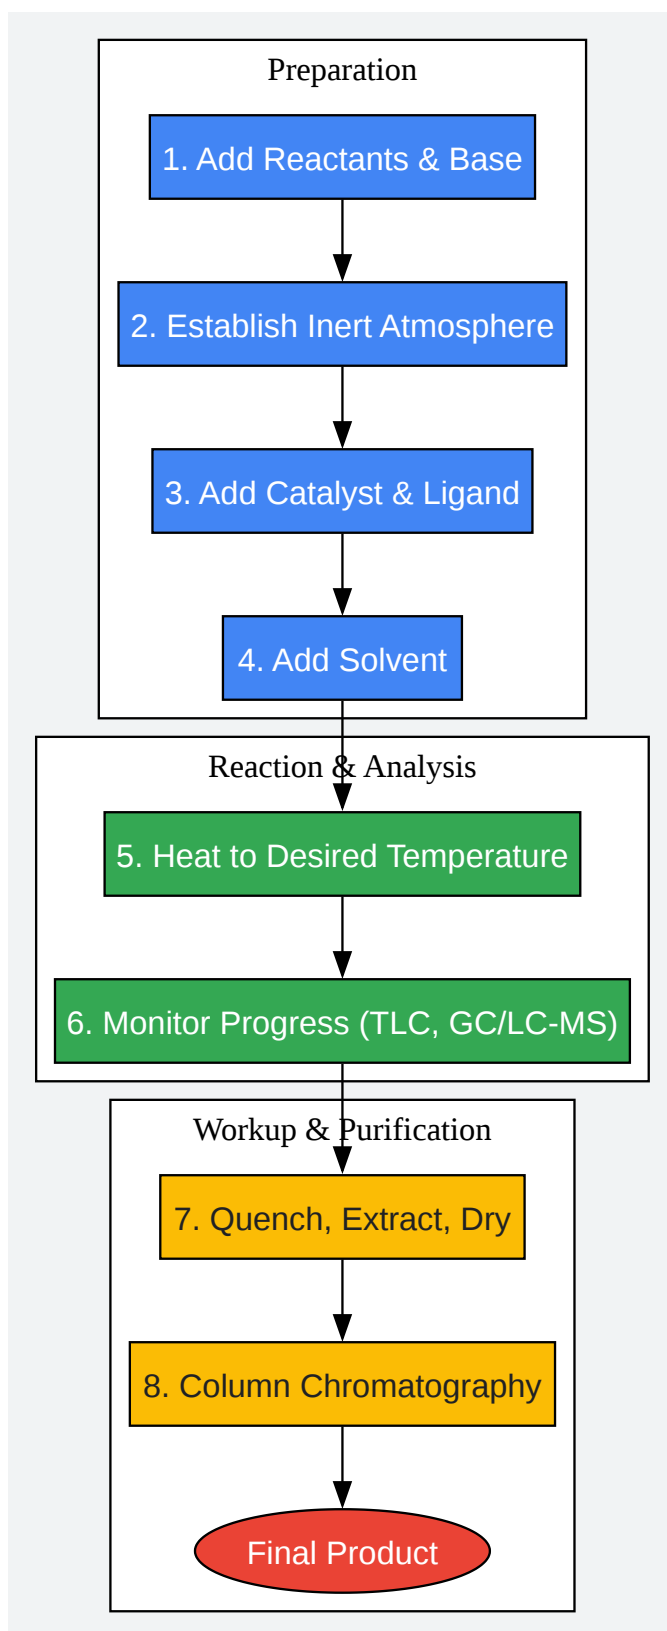 Preparation
1. Add Reactants & Base
2. Establish Inert Atmosphere
3. Add Catalyst & Ligand
4. Add Solvent
Reaction & Analysis
5. Heat to Desired Temperature
6. Monitor Progress (TLC, GC/LC-MS)
Workup & Purification
7. Quench, Extract, Dry
8. Column Chromatography
Final Product